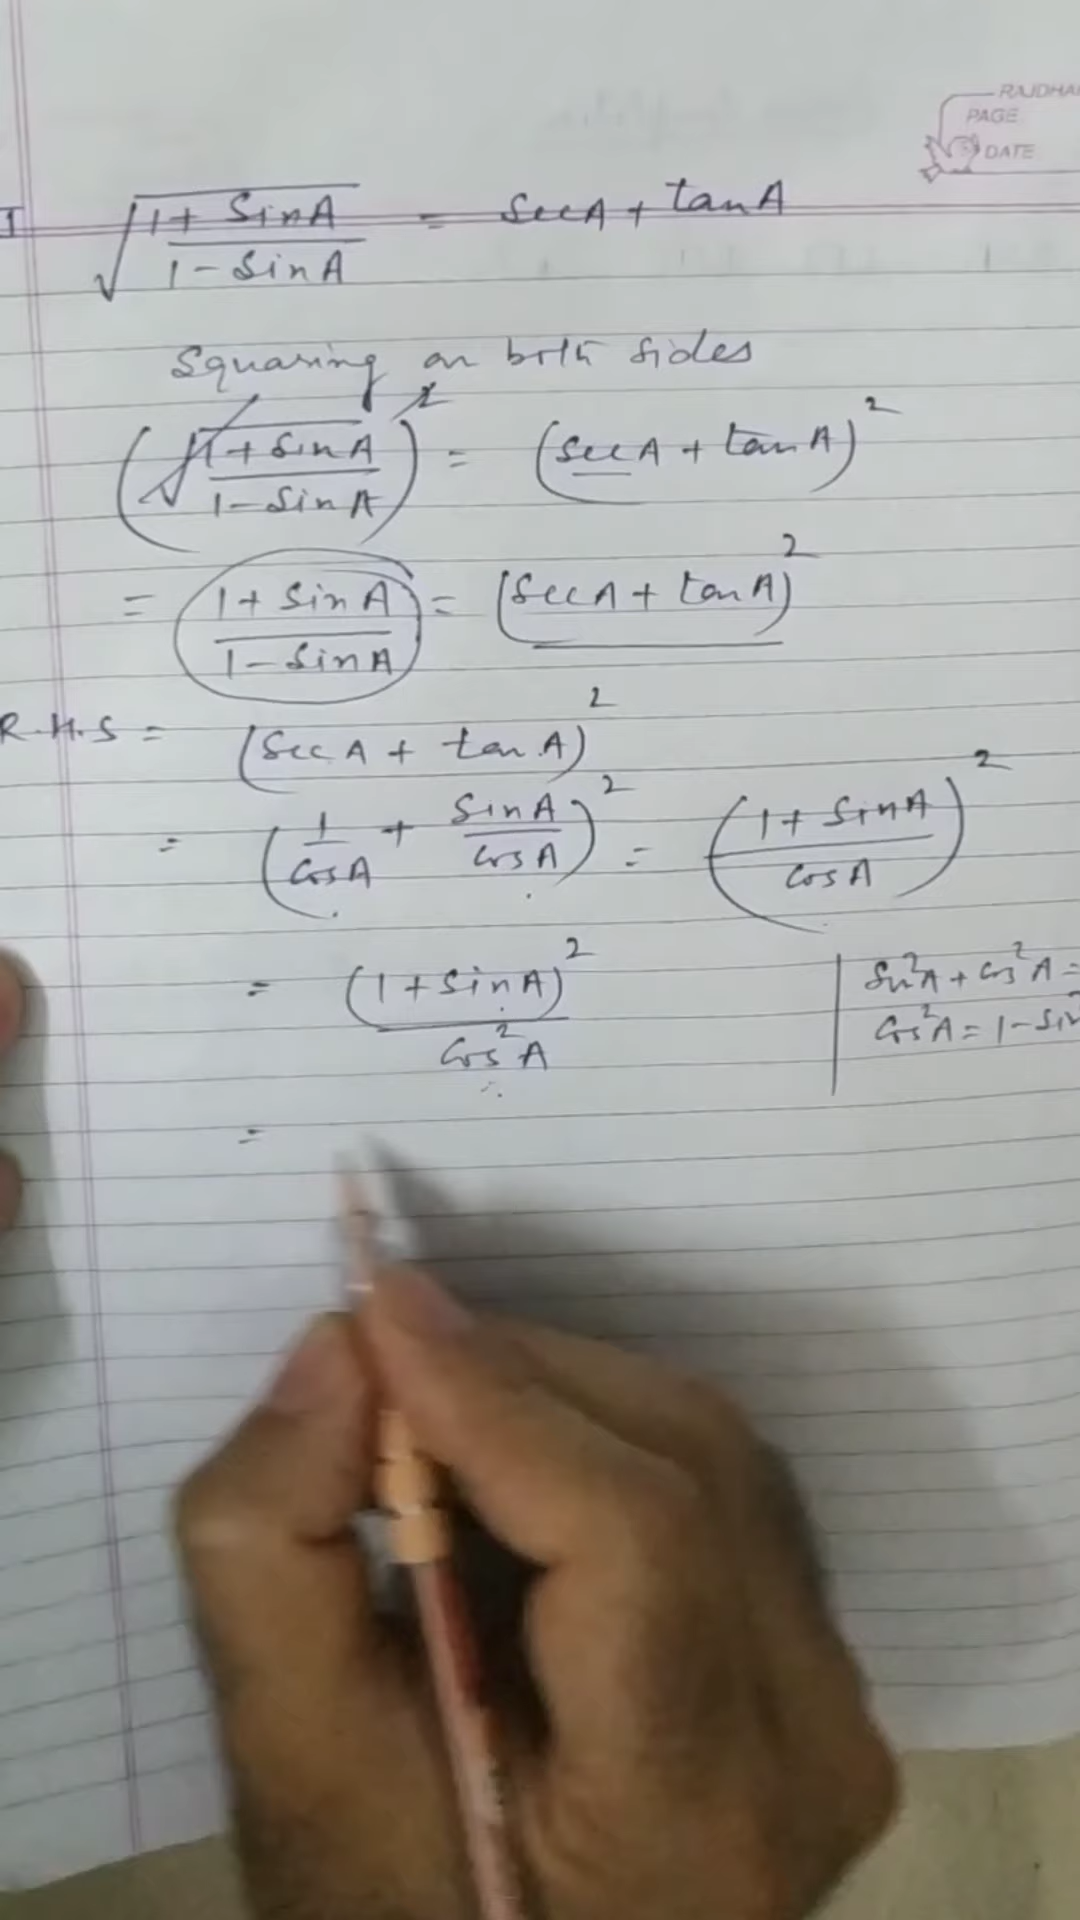 RAJDHA
PAGE
DATE
√(1 + SinA / 1 - SinA) = SecA + tanA
Squaring on both sides
(√(1 + SinA / 1 - SinA))² = (SecA + tanA)²
= 1 + SinA / 1 - SinA = (SecA + tanA)²
R.H.S = (SecA + tanA)²
= (1/CosA + SinA/CosA)² = (1 + SinA / CosA)²
= (1 + SinA)² / Cos²A
Sin²A + Cos²A =
Cos²A = 1 - Sin²
=